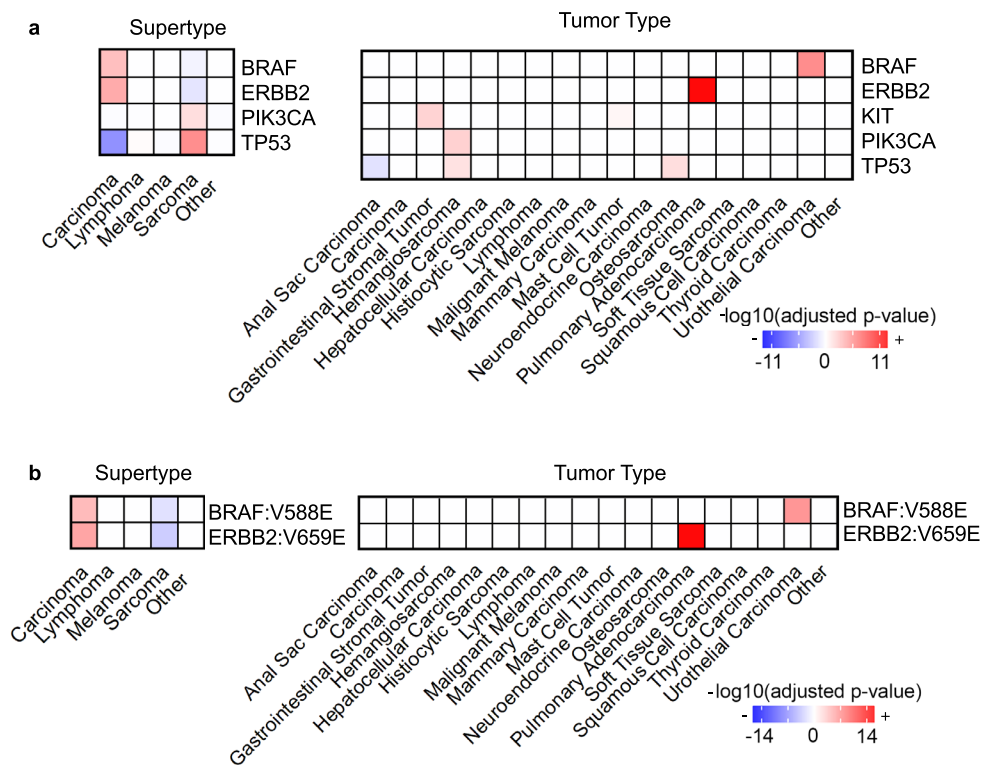 a
Supertype
Tumor Type
BRAF
ERBB2
PIK3CA
TP53
BRAF
ERBB2
KIT
PIK3CA
TP53
Carcinoma
Lymphoma
Melanoma
Sarcoma
Other
Anal Sac Carcinoma
Carcinoma
Gastrointestinal Stromal Tumor
Hemangiosarcoma
Hepatocellular Carcinoma
Histiocytic Sarcoma
Lymphoma
Malignant Melanoma
Mammary Carcinoma
Mast Cell Tumor
Neuroendocrine Carcinoma
Osteosarcoma
Pulmonary Adenocarcinoma
Soft Tissue Sarcoma
Squamous Cell Carcinoma
Thyroid Carcinoma
Urothelial Carcinoma
Other
-log10(adjusted p-value)
- +
-11 0 11
b
Supertype
Tumor Type
BRAF:V588E
ERBB2:V659E
BRAF:V588E
ERBB2:V659E
Carcinoma
Lymphoma
Melanoma
Sarcoma
Other
Anal Sac Carcinoma
Carcinoma
Gastrointestinal Stromal Tumor
Hemangiosarcoma
Hepatocellular Carcinoma
Histiocytic Sarcoma
Lymphoma
Malignant Melanoma
Mammary Carcinoma
Mast Cell Tumor
Neuroendocrine Carcinoma
Osteosarcoma
Pulmonary Adenocarcinoma
Soft Tissue Sarcoma
Squamous Cell Carcinoma
Thyroid Carcinoma
Urothelial Carcinoma
Other
-log10(adjusted p-value)
- +
-14 0 14